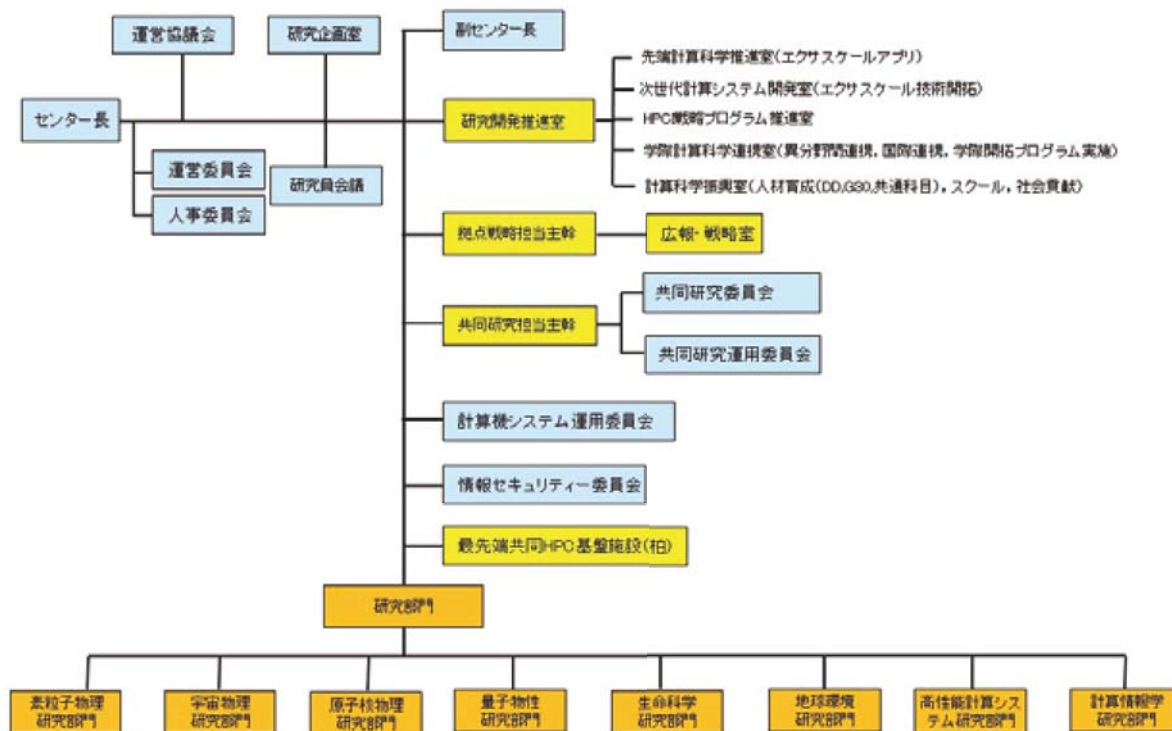 運営協議会
研究企画室
副センター長
センター長
運営委員会
人事委員会
研究員会議
研究開発推進室
先端計算科学推進室(エクサスケールアプリ)
次世代計算システム開発室(エクサスケール技術開拓)
HPC戦略プログラム推進室
学際計算科学連携室(異分野間連携, 国際連携, 学際開拓プログラム実施)
計算科学振興室(人材育成(DD,G30,共通科目), スクール, 社会貢献)
拠点戦略担当主幹
広報・戦略室
共同研究担当主幹
共同研究委員会
共同研究運用委員会
計算機システム運用委員会
情報セキュリティー委員会
最先端共同HPC基盤施設(柏)
研究部門
素粒子物理
研究部門
宇宙物理
研究部門
原子核物理
研究部門
量子物性
研究部門
生命科学
研究部門
地球環境
研究部門
高性能計算シス
テム研究部門
計算情報学
研究部門